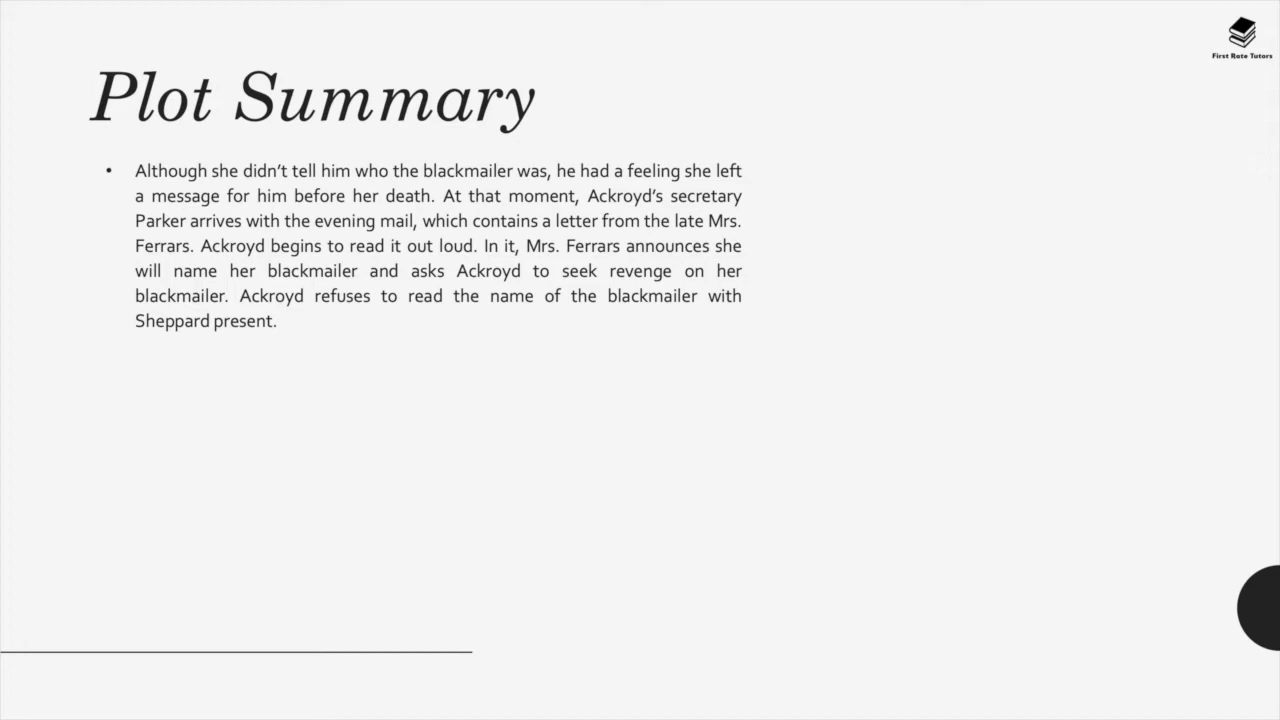 First Rate Tutors
Plot Summary
• Although she didn’t tell him who the blackmailer was, he had a feeling she left
a message for him before her death. At that moment, Ackroyd’s secretary
Parker arrives with the evening mail, which contains a letter from the late Mrs.
Ferrars. Ackroyd begins to read it out loud. In it, Mrs. Ferrars announces she
will name her blackmailer and asks Ackroyd to seek revenge on her
blackmailer. Ackroyd refuses to read the name of the blackmailer with
Sheppard present.